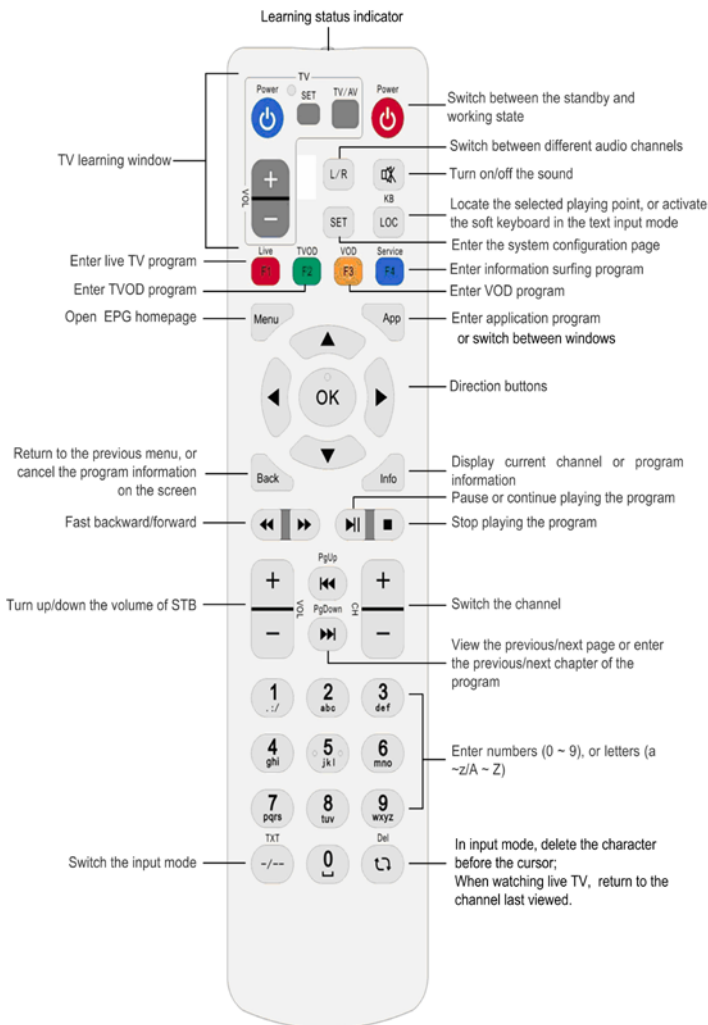 Learning status indicator
TV
Power
SET
TV/AV
Power
Switch between the standby and
working state
Switch between different audio channels
TV learning window
+
VOL
−
L/R
Turn on/off the sound
KB
Locate the selected playing point, or activate
the soft keyboard in the text input mode
SET
LOC
Enter the system configuration page
Live
TVOD
VOD
Service
Enter live TV program
F1
F2
F3
F4
Enter information surfing program
Enter TVOD program
Enter VOD program
Open EPG homepage
Menu
App
Enter application program
or switch between windows
OK
Direction buttons
Return to the previous menu, or
cancel the program information
on the screen
Back
Info
Display current channel or program
information
Pause or continue playing the program
Fast backward/forward
Stop playing the program
PgUp
+
+
Turn up/down the volume of STB
VOL
PgDown
CH
Switch the channel
−
−
View the previous/next page or enter
the previous/next chapter of the
program
1
.:/
2
abc
3
def
4
ghi
5
jkl
6
mno
Enter numbers (0 ~ 9), or letters (a
~z/A ~ Z)
7
pqrs
8
tuv
9
wxyz
TXT
Del
Switch the input mode
-/--
0
In input mode, delete the character
before the cursor;
When watching live TV, return to the
channel last viewed.